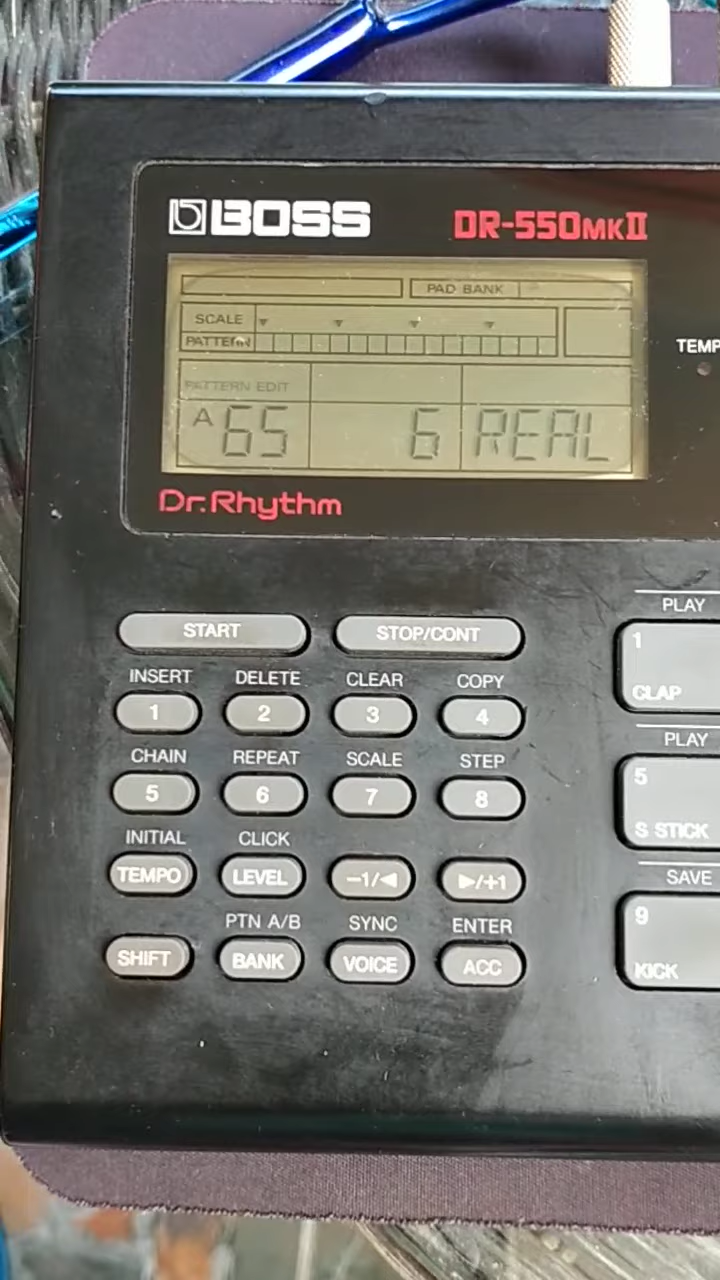 BOSS DR-550MKII
PAD BANK
SCALE
PATTERN
TEMP
PATTERN EDIT
A 65 6 REAL
Dr.Rhythm
START STOP/CONT
PLAY
INSERT DELETE CLEAR COPY
1
1 2 3 4
CLAP
PLAY
CHAIN REPEAT SCALE STEP
5
5 6 7 8
S STICK
INITIAL CLICK
TEMPO LEVEL -1/◀ ▶/+1
SAVE
PTN A/B SYNC ENTER
9
SHIFT BANK VOICE ACC
KICK